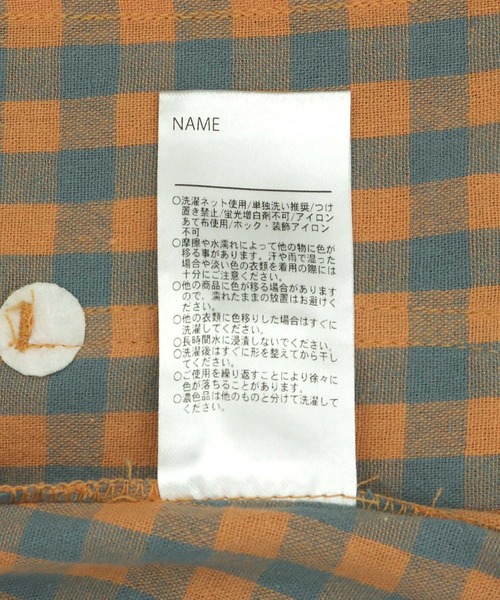 NAME
○洗濯ネット使用/単独洗い推奨/つけ
置き禁止/蛍光増白剤不可/アイロン
あて布使用/ホック・装飾アイロン
不可
○摩擦や水濡れによって他の物に色が
移る事があります。汗や雨で湿った
場合や淡い色の衣類を着用の際には
十分にご注意ください。
○他の商品に色が移る場合があります
ので、濡れたままの放置はお避けく
ださい。
○他の衣類に色移りした場合はすぐに
洗濯してください。
○長時間水に浸漬しないでください。
○洗濯後はすぐに形を整えてから干し
てください。
○ご使用を繰り返すことにより徐々に
色が落ちることがあります。
○濃色品は他のものと分けて洗濯して
ください。